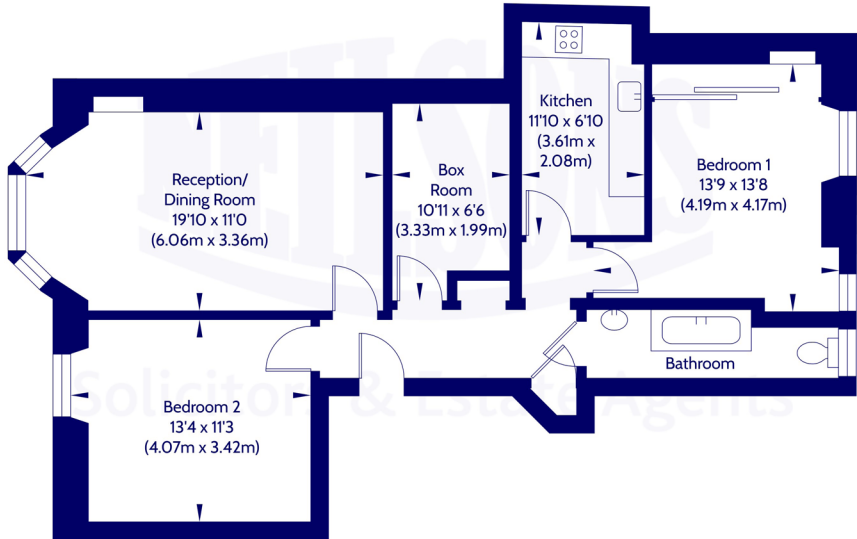 NEILSONS
Kitchen
11'10 x 6'10
(3.61m x
2.08m)
Bedroom 1
13'9 x 13'8
(4.19m x 4.17m)
Reception/
Dining Room
19'10 x 11'0
(6.06m x 3.36m)
Box
Room
10'11 x 6'6
(3.33m x 1.99m)
Bathroom
Bedroom 2
13'4 x 11'3
(4.07m x 3.42m)
Solicitors & Estate Agents